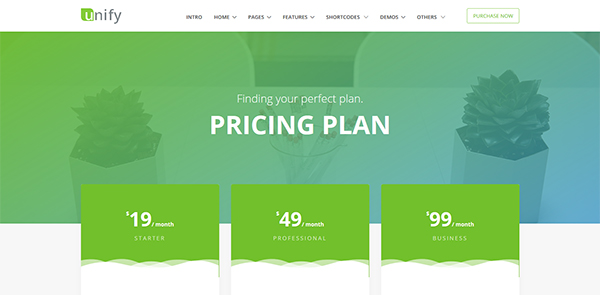 unify INTRO HOME PAGES FEATURES SHORTCODES DEMOS OTHERS PURCHASE NOW
Finding your perfect plan.
PRICING PLAN
$19/ month $49/ month $99/ month
STARTER PROFESSIONAL BUSINESS